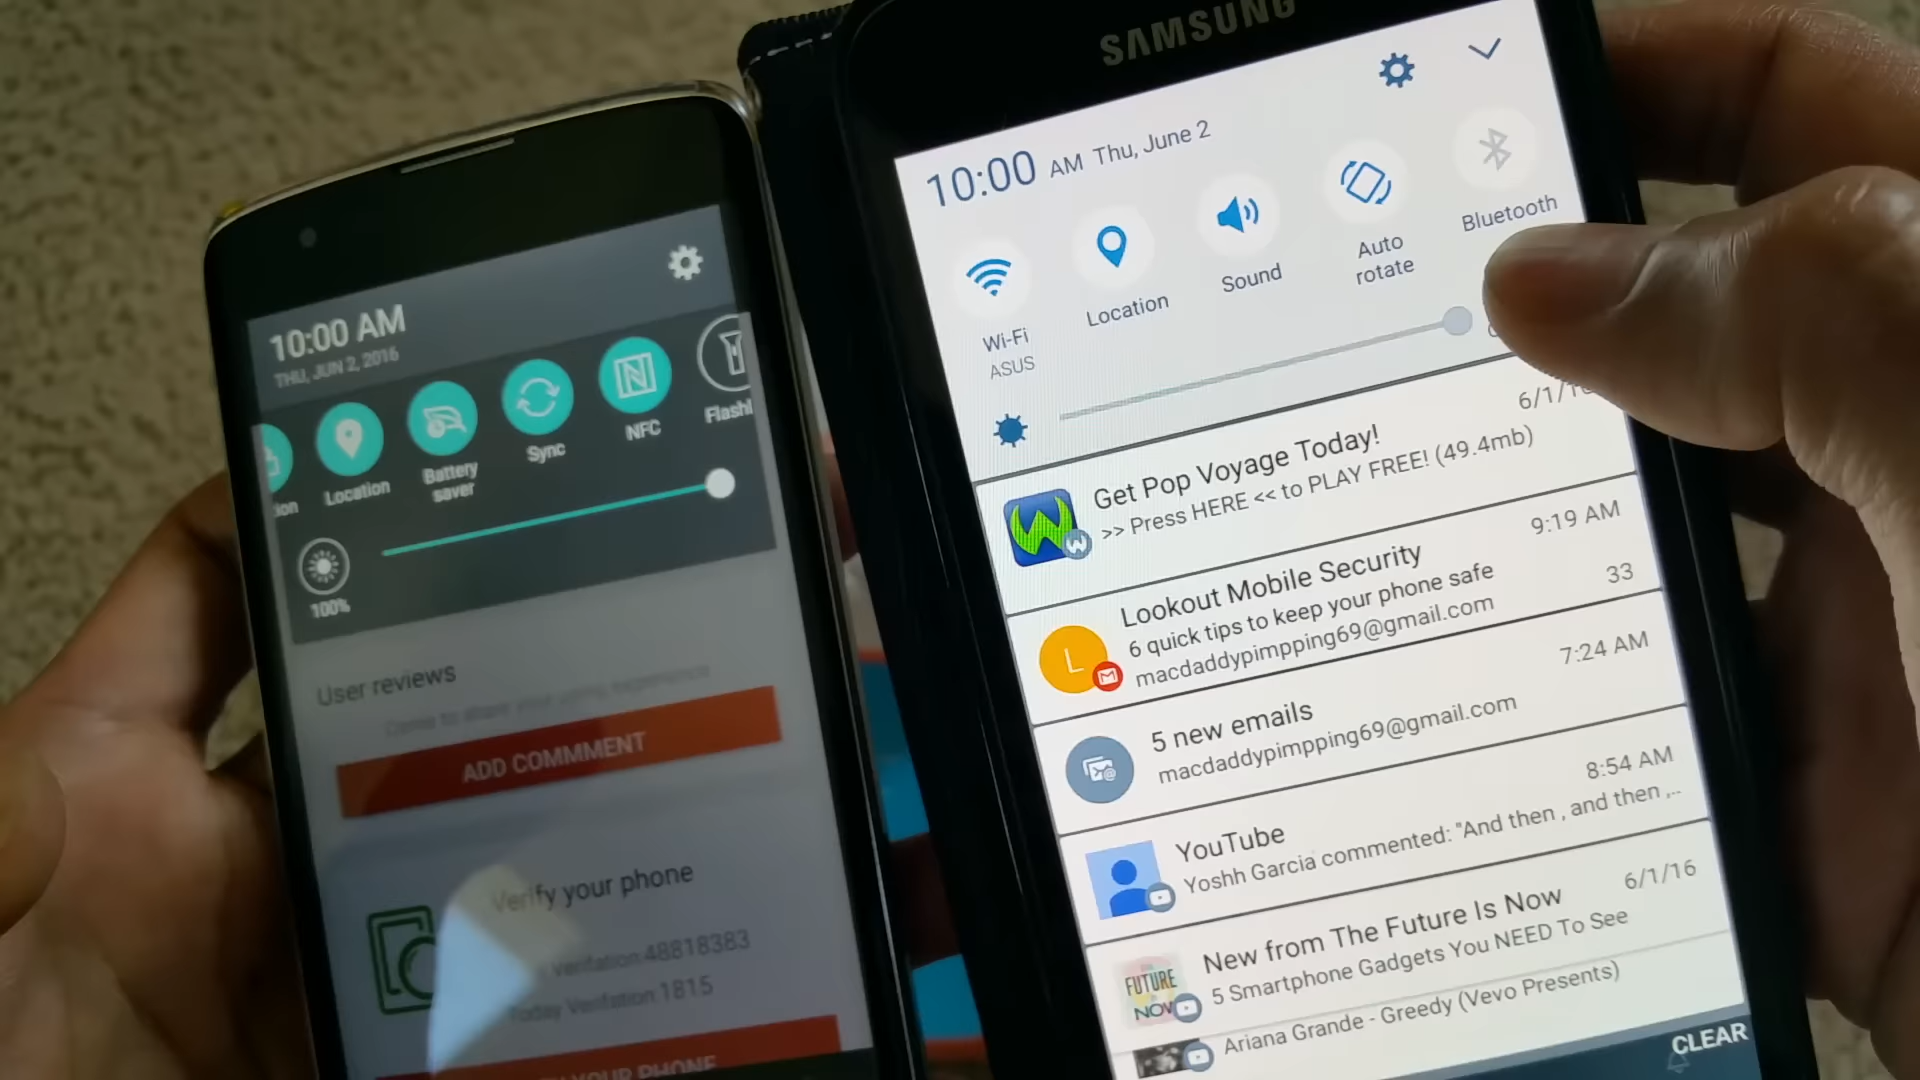 10:00 AM
THU, JUN 2, 2016
Location
Battery
saver
Sync
NFC
100%
User reviews
ADD COMMMENT
Verify your phone
48818383
1815
YOUR PHONE
SAMSUNG
10:00 AM Thu, June 2
Wi-Fi
ASUS
Location
Sound
Auto
rotate
Bluetooth
Get Pop Voyage Today!
>> Press HERE << to PLAY FREE! (49.4mb)
Lookout Mobile Security 9:19 AM
6 quick tips to keep your phone safe 33
macdaddypimpping69@gmail.com
L
5 new emails 7:24 AM
macdaddypimpping69@gmail.com
YouTube 8:54 AM
Yoshh Garcia commented: "And then , and then ,..
New from The Future Is Now 6/1/16
5 Smartphone Gadgets You NEED To See
FUTURE
NOW
Ariana Grande - Greedy (Vevo Presents)
CLEAR